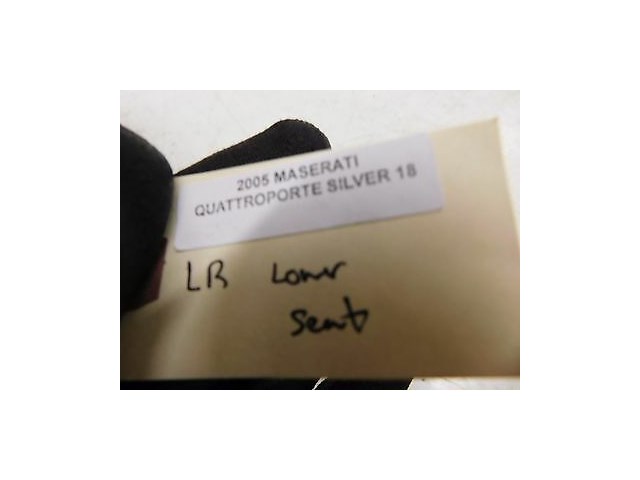 2005 MASERATI
QUATTROPORTE SILVER 18
LR Lower
Seat